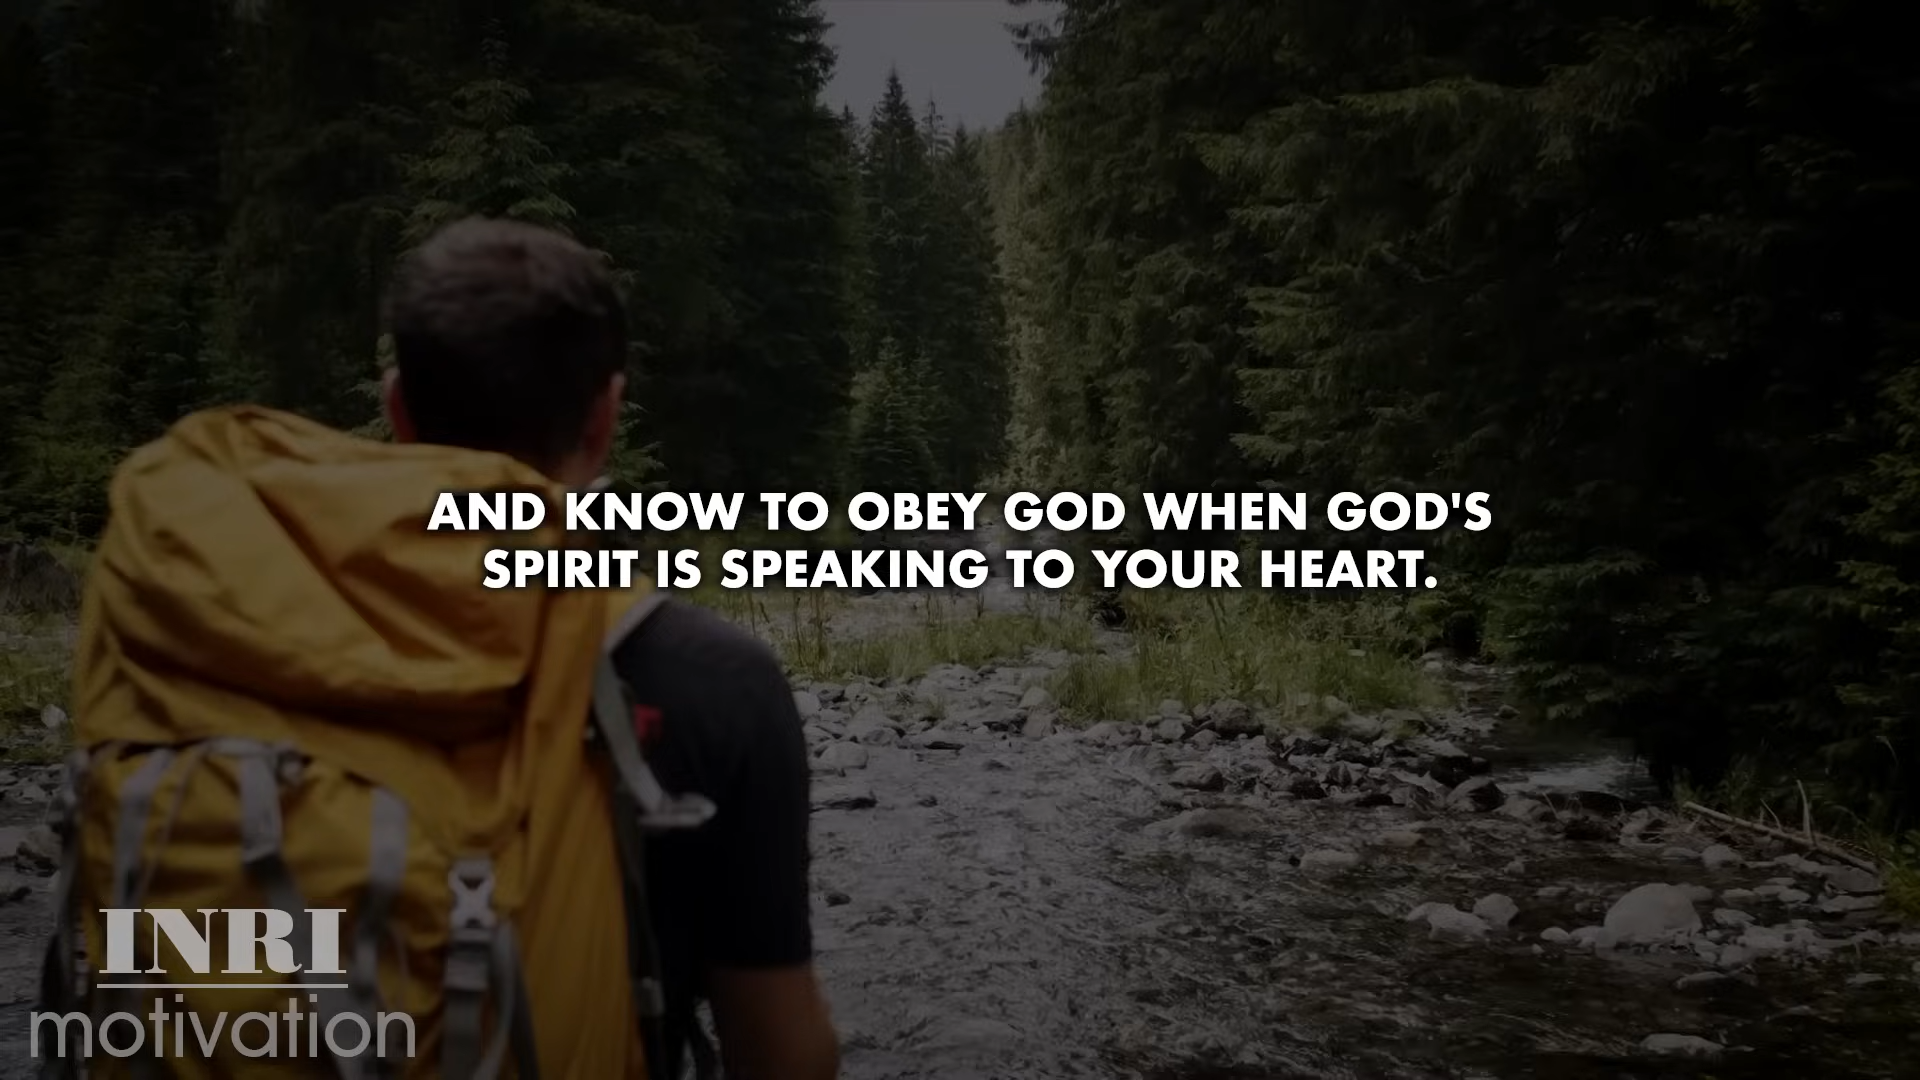 AND KNOW TO OBEY GOD WHEN GOD'S
SPIRIT IS SPEAKING TO YOUR HEART.
INRI
motivation